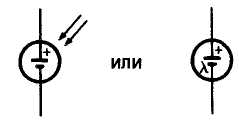 + или + λ